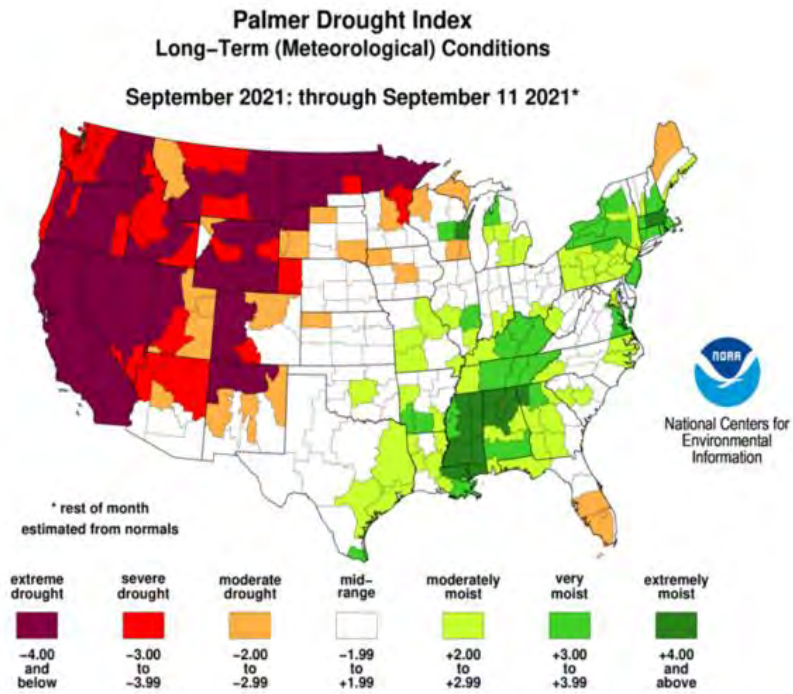 Palmer Drought Index
Long–Term (Meteorological) Conditions
September 2021: through September 11 2021*
NOAA
National Centers for
Environmental
Information
* rest of month
estimated from normals
extreme drought
severe drought
moderate drought
mid– range
moderately moist
very moist
extremely moist
−4.00 and below
−3.00 to −3.99
−2.00 to −2.99
−1.99 to +1.99
+2.00 to +2.99
+3.00 to +3.99
+4.00 and above